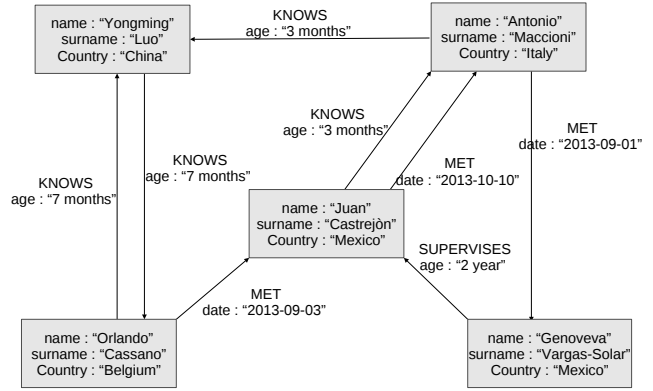 name : “Yongming”
surname : “Luo”
Country : “China”
KNOWS
age : “3 months”
name : “Antonio”
surname : “Maccioni”
Country : “Italy”
KNOWS
age : “3 months”
MET
date : “2013-09-01”
KNOWS
age : “7 months”
KNOWS
age : “7 months”
MET
date : “2013-10-10”
name : “Juan”
surname : “Castrejòn”
Country : “Mexico”
SUPERVISES
age : “2 year”
MET
date : “2013-09-03”
name : “Orlando”
surname : “Cassano”
Country : “Belgium”
name : “Genoveva”
surname : “Vargas-Solar”
Country : “Mexico”